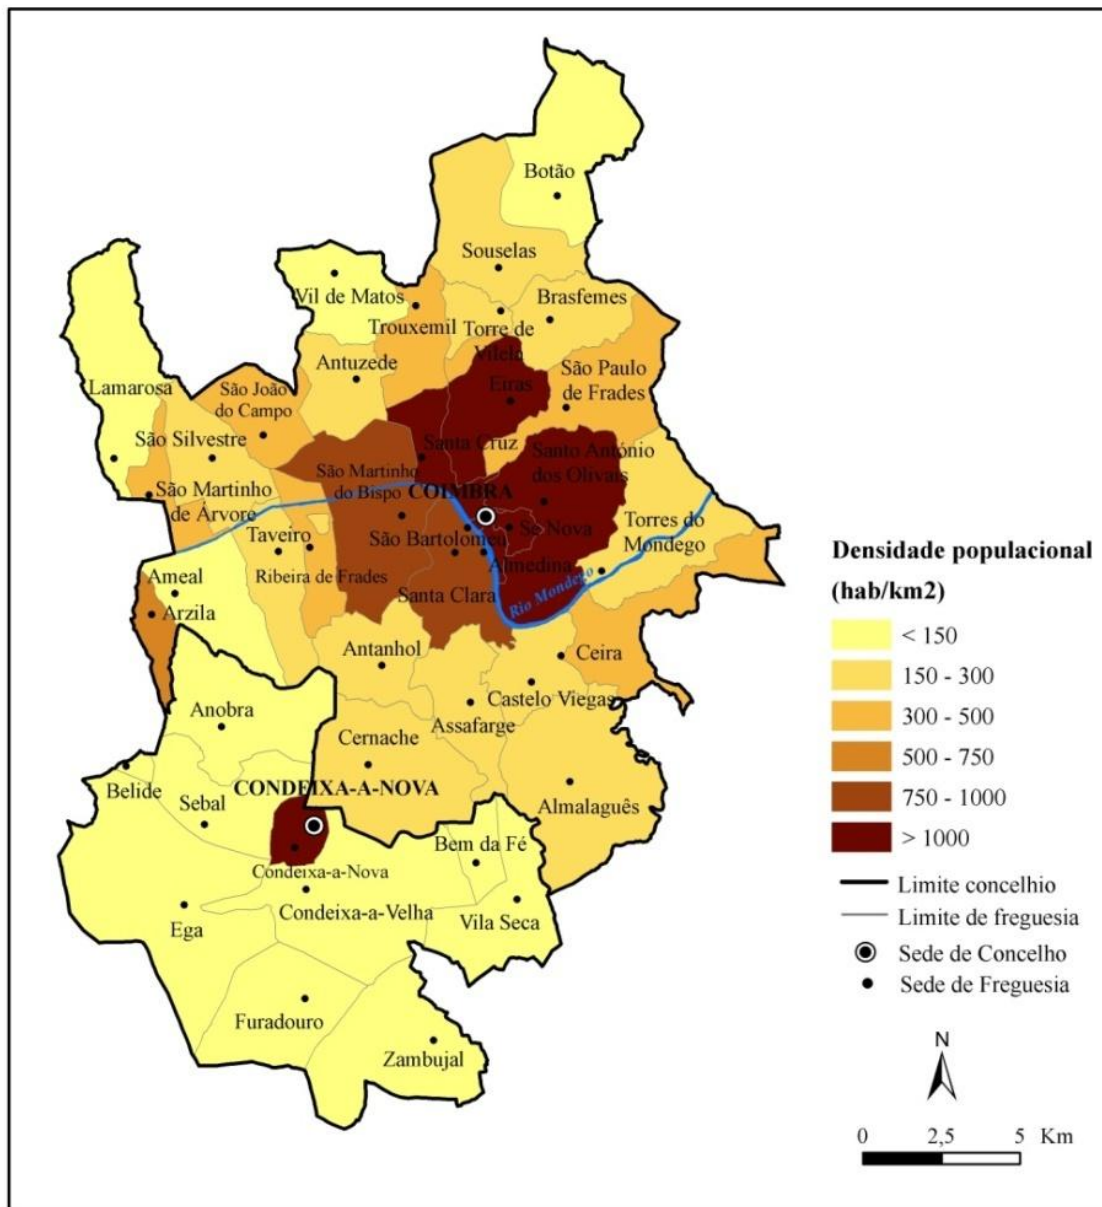 Botão
Souselas
Vil de Matos
Brasfemes
Trouxemil
Torre de
Vilela
Antuzede
São Paulo
de Frades
Lamarosa
São João
do Campo
Eiras
São Silvestre
Santa Cruz
Santo António
dos Olivais
São Martinho
do Bispo
COIMBRA
São Martinho
de Árvore
Taveiro
São Bartolomeu
Sé Nova
Torres do
Mondego
Ameal
Ribeira de Frades
Almedina
Arzila
Santa Clara
Rio Mondego
Antanhol
Ceira
Castelo Viegas
Anobra
Assafarge
Cernache
Belide
CONDEIXA-A-NOVA
Sebal
Almalaguês
Bem da Fé
Condeixa-a-Nova
Condeixa-a-Velha
Vila Seca
Ega
Furadouro
Zambujal
Densidade populacional
(hab/km2)
< 150
150 - 300
300 - 500
500 - 750
750 - 1000
> 1000
Limite concelhio
Limite de freguesia
Sede de Concelho
Sede de Freguesia
N
0 2,5 5 Km